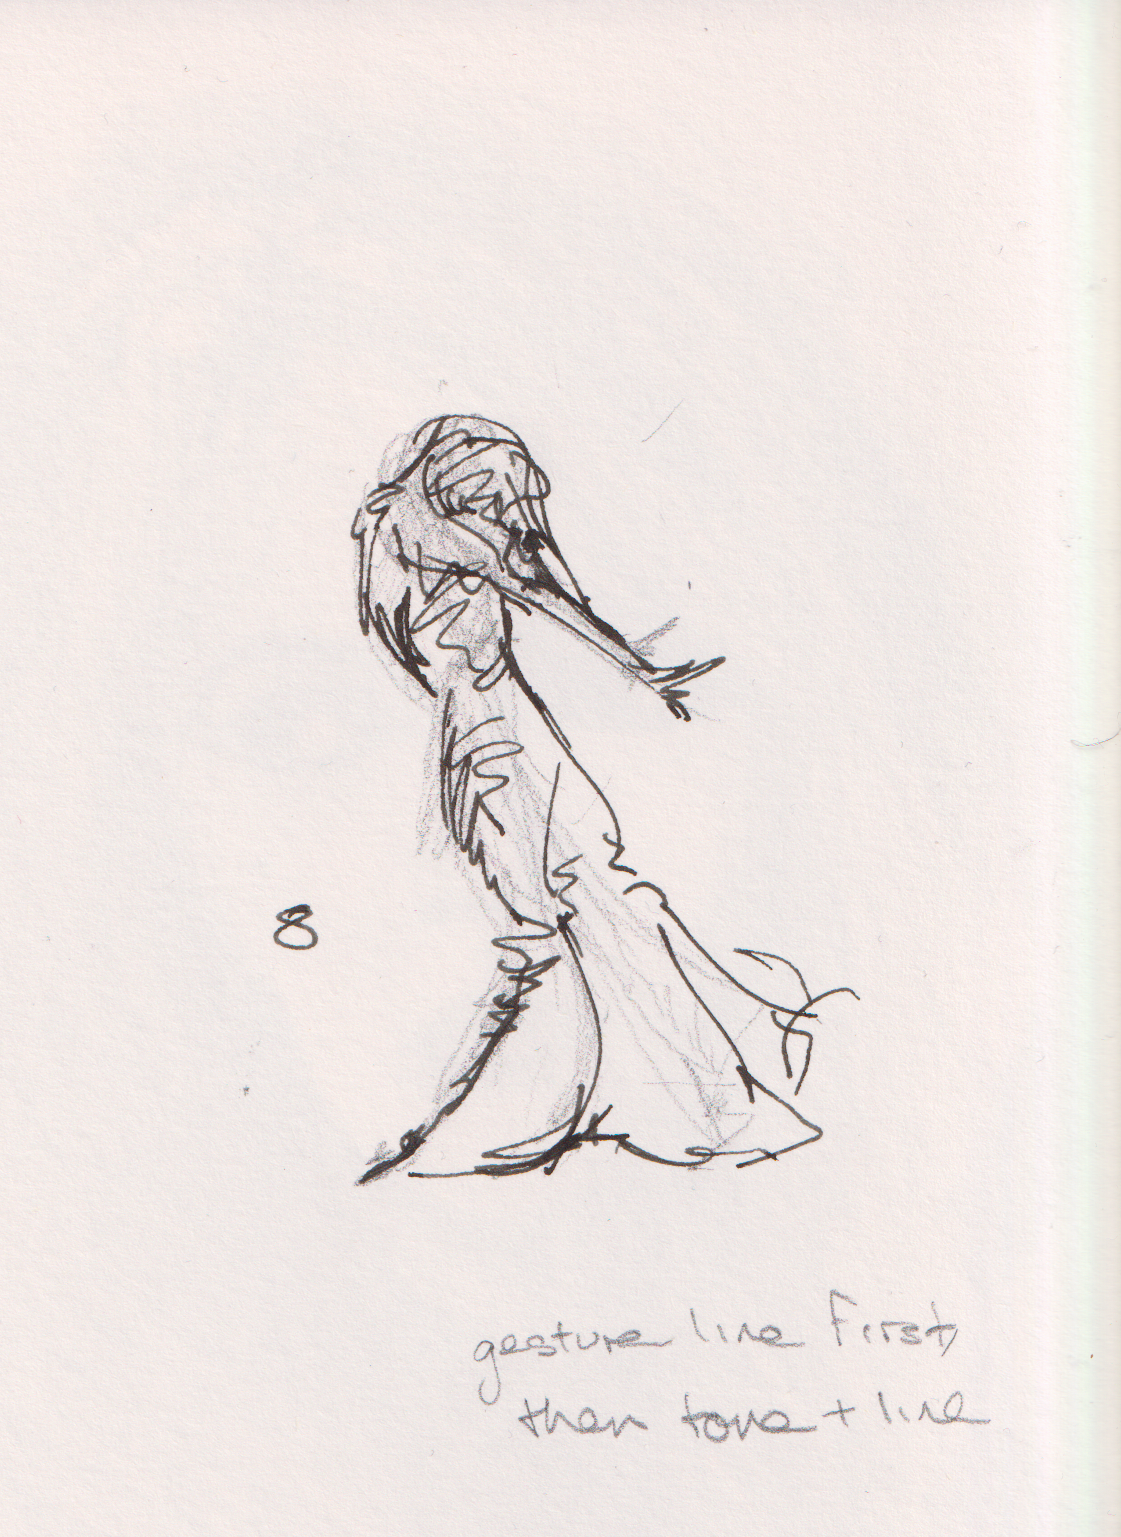 8
gesture line first,
then tone + line